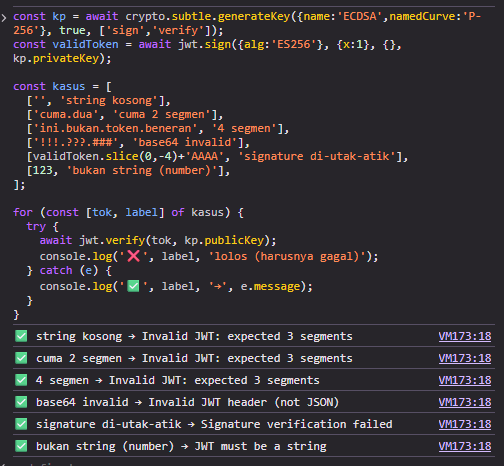 > const kp = await crypto.subtle.generateKey({name:'ECDSA',namedCurve:'P-
256'}, true, ['sign','verify']);
const validToken = await jwt.sign({alg:'ES256'}, {x:1}, {},
kp.privateKey);
const kasus = [
['', 'string kosong'],
['cuma.dua', 'cuma 2 segmen'],
['ini.bukan.token.beneran', '4 segmen'],
['!!!.???.###', 'base64 invalid'],
[validToken.slice(0,-4)+'AAAA', 'signature di-utak-atik'],
[123, 'bukan string (number)'],
];
for (const [tok, label] of kasus) {
try {
await jwt.verify(tok, kp.publicKey);
console.log('❌', label, 'lolos (harusnya gagal)');
} catch (e) {
console.log('✅', label, '→', e.message);
}
}
✅ string kosong → Invalid JWT: expected 3 segments VM173:18
✅ cuma 2 segmen → Invalid JWT: expected 3 segments VM173:18
✅ 4 segmen → Invalid JWT: expected 3 segments VM173:18
✅ base64 invalid → Invalid JWT header (not JSON) VM173:18
✅ signature di-utak-atik → Signature verification failed VM173:18
✅ bukan string (number) → JWT must be a string VM173:18